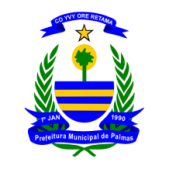 CO YVY ORE RETAMA
1º JAN 1990
Prefeitura Municipal de Palmas